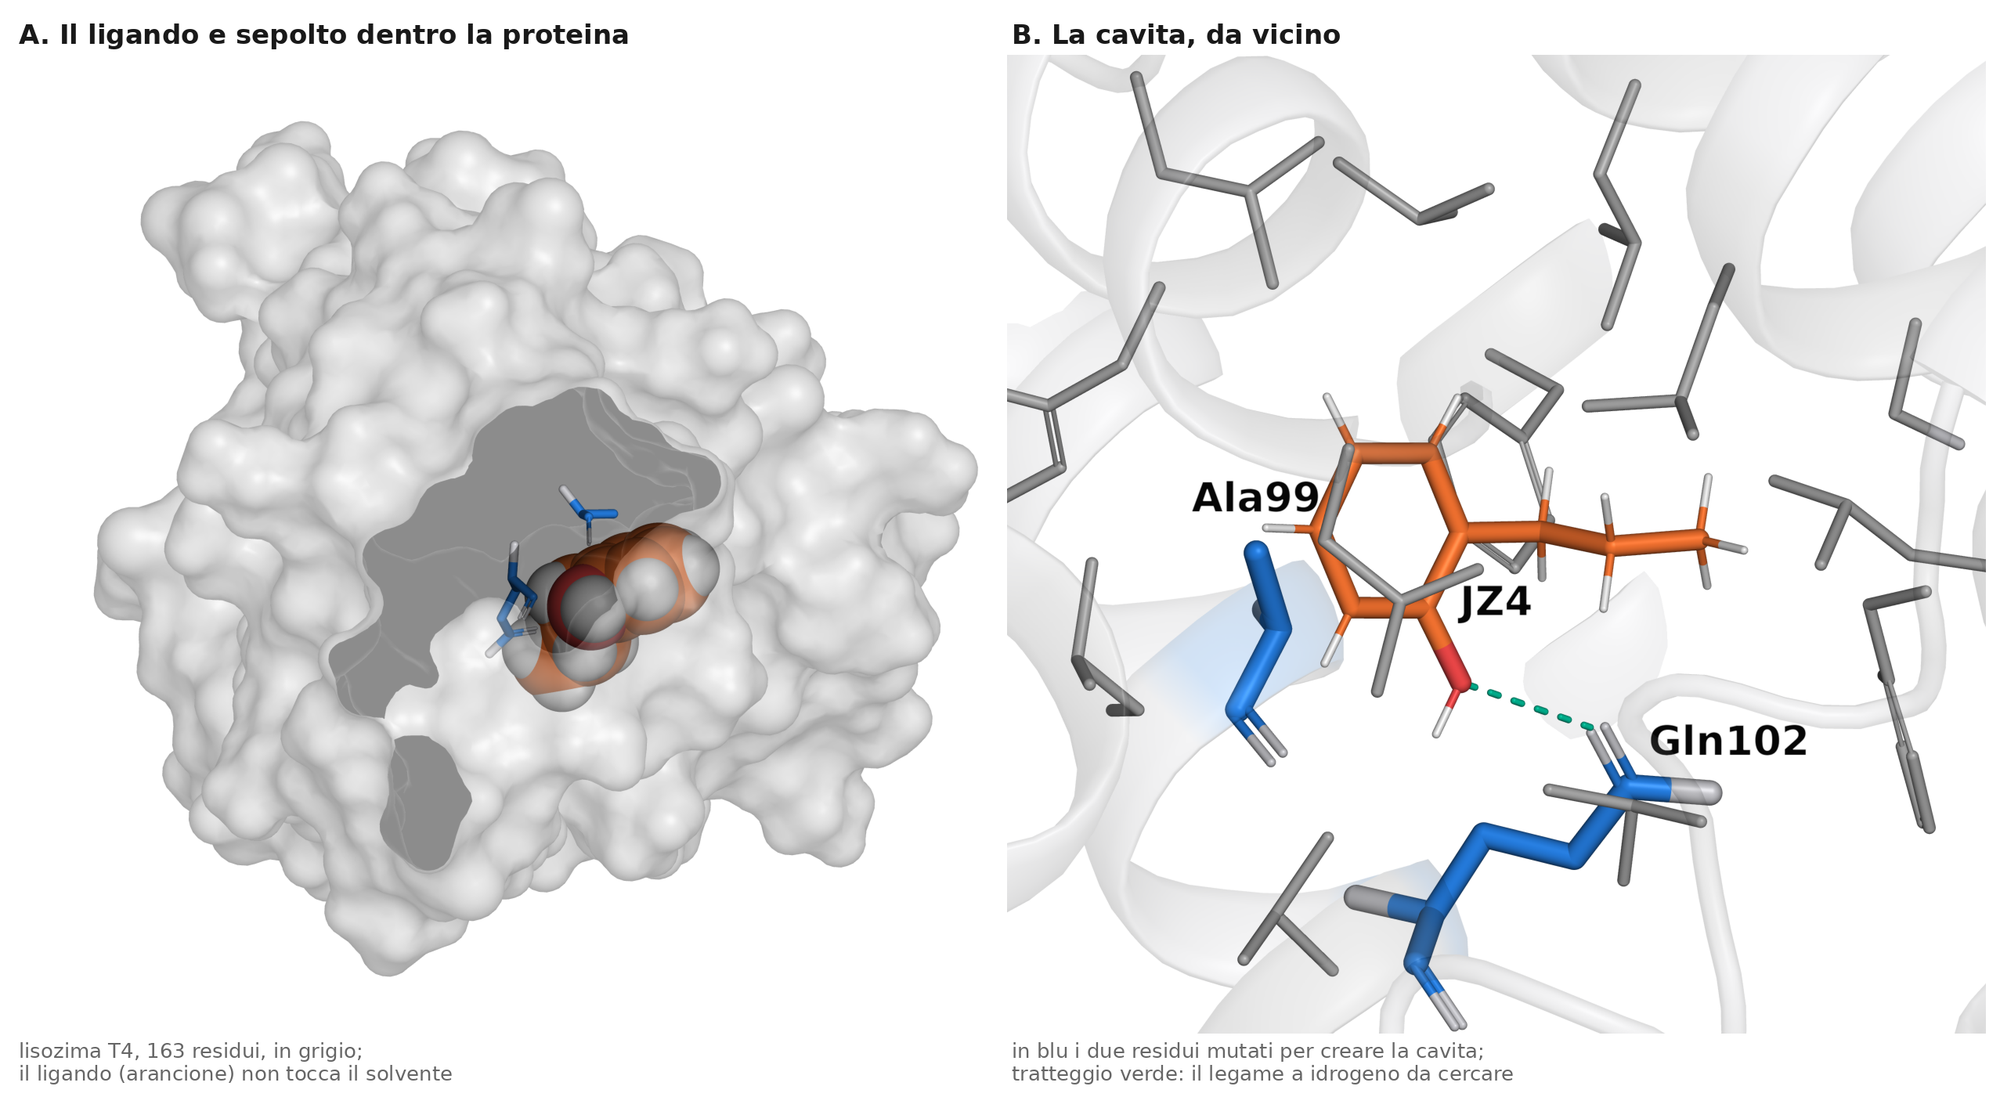 A. Il ligando e sepolto dentro la proteina
B. La cavita, da vicino
Ala99
JZ4
Gln102
lisozima T4, 163 residui, in grigio;
il ligando (arancione) non tocca il solvente
in blu i due residui mutati per creare la cavita;
tratteggio verde: il legame a idrogeno da cercare